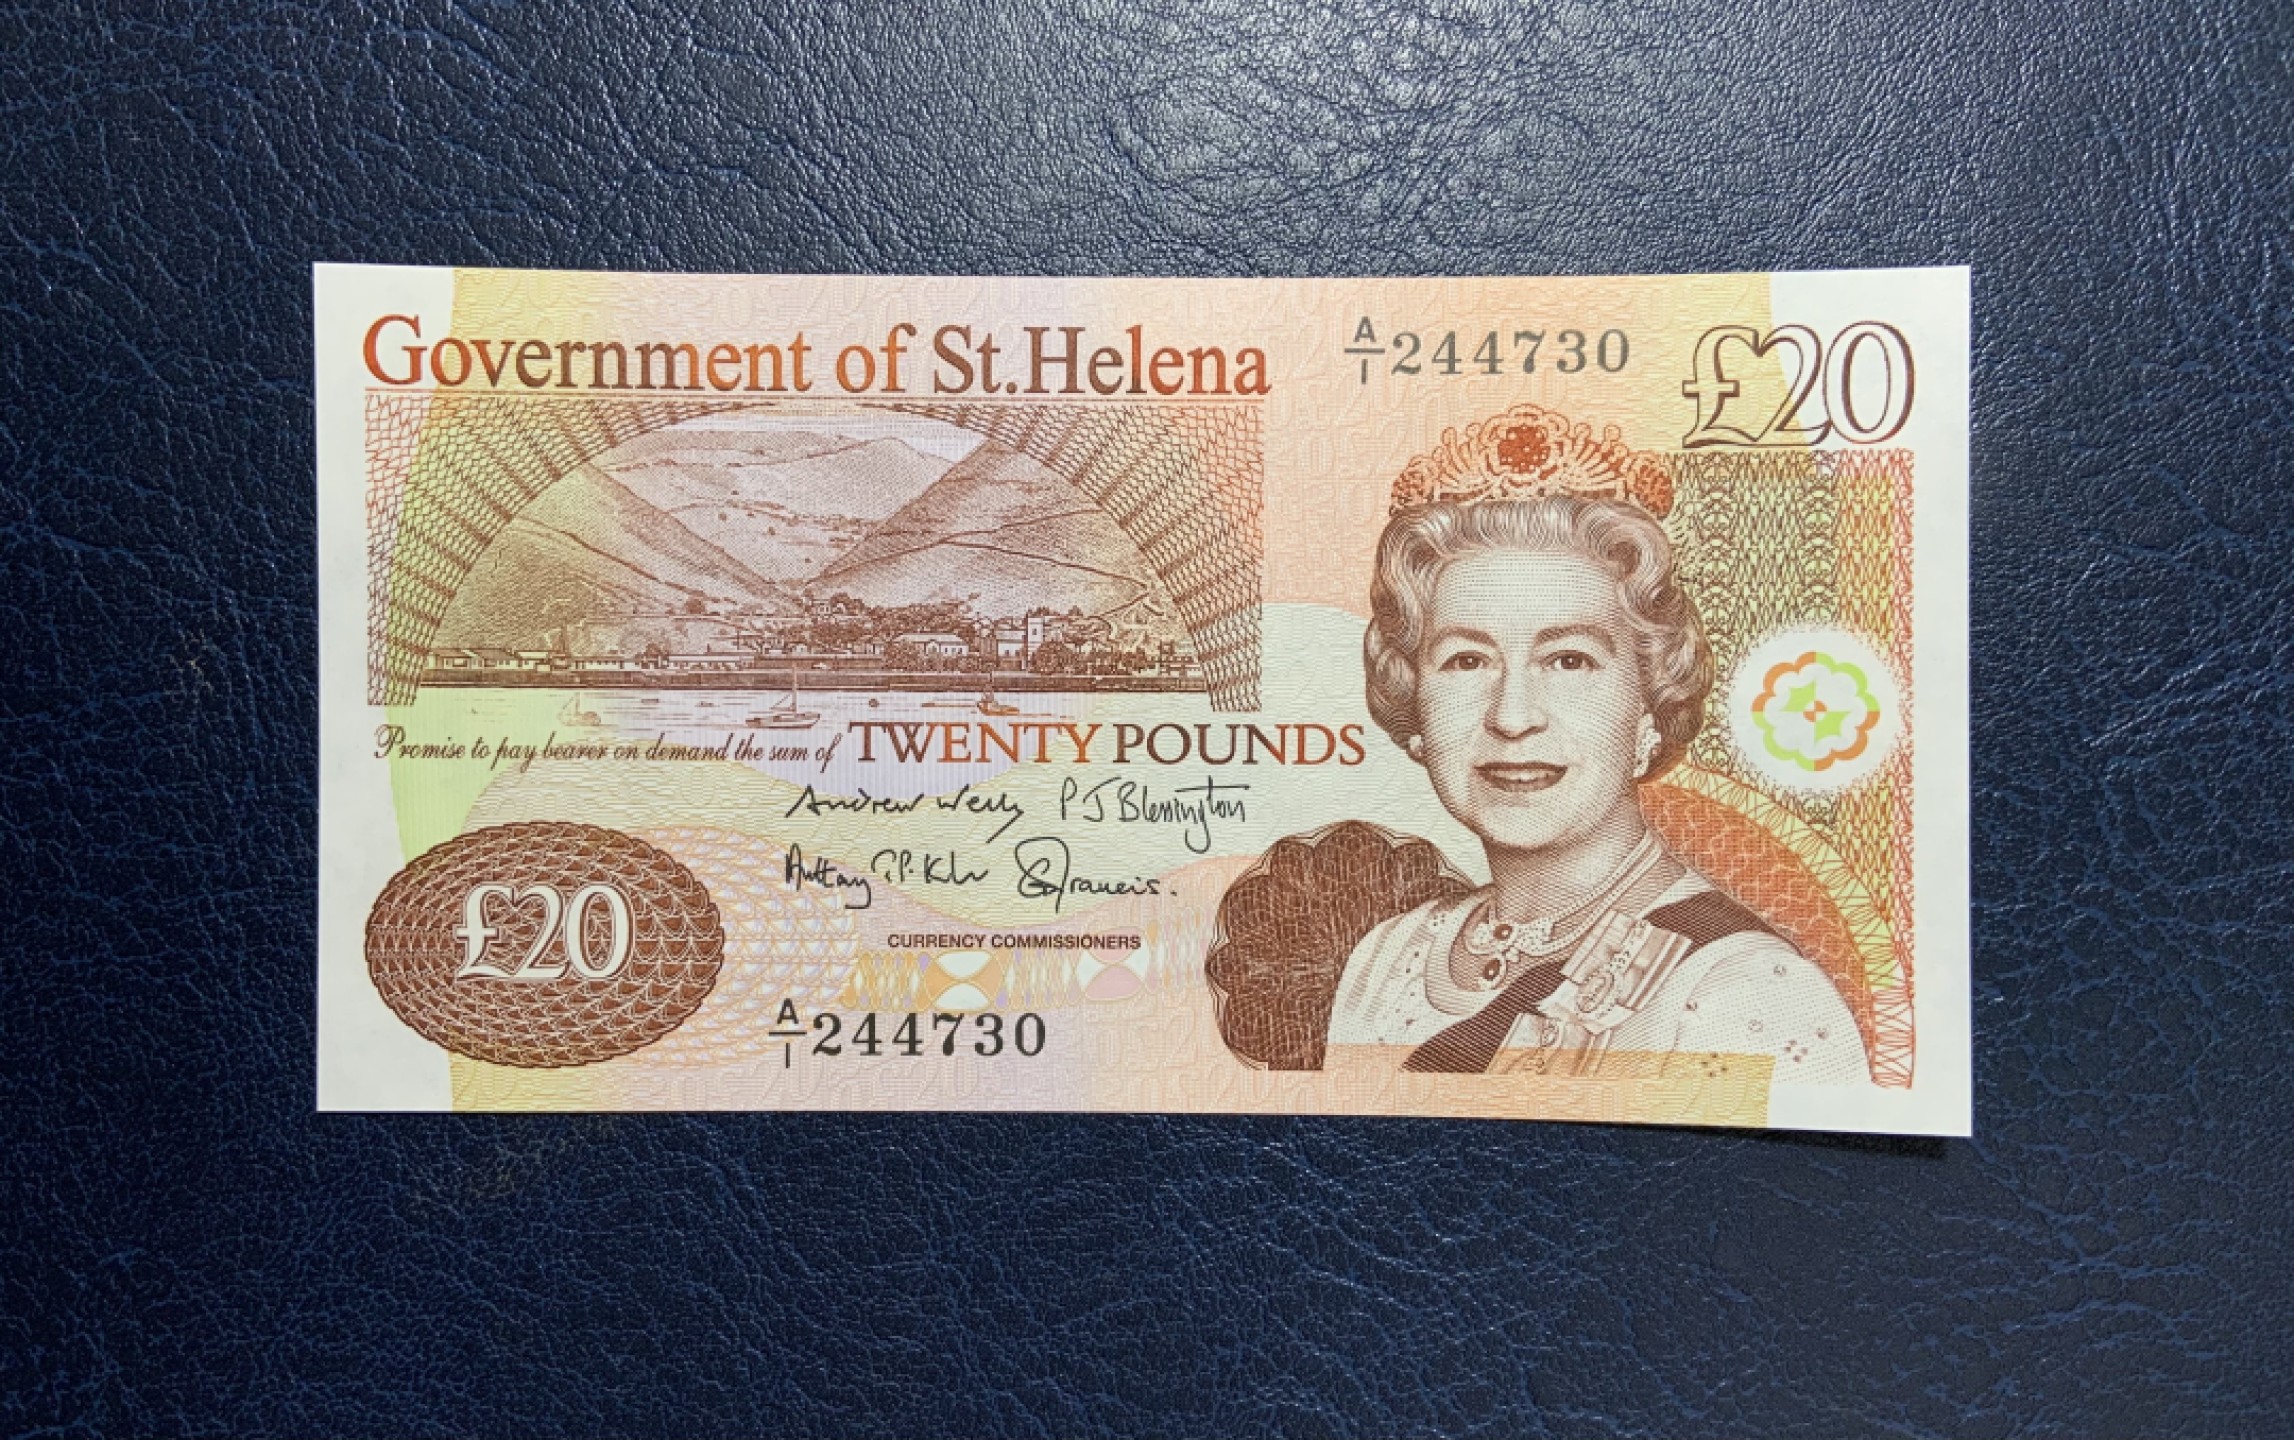 Government of St.Helena
A/1 244730
£20
Promise to pay bearer on demand the sum of TWENTY POUNDS
P J Blessington
CURRENCY COMMISSIONERS
£20
A/1 244730